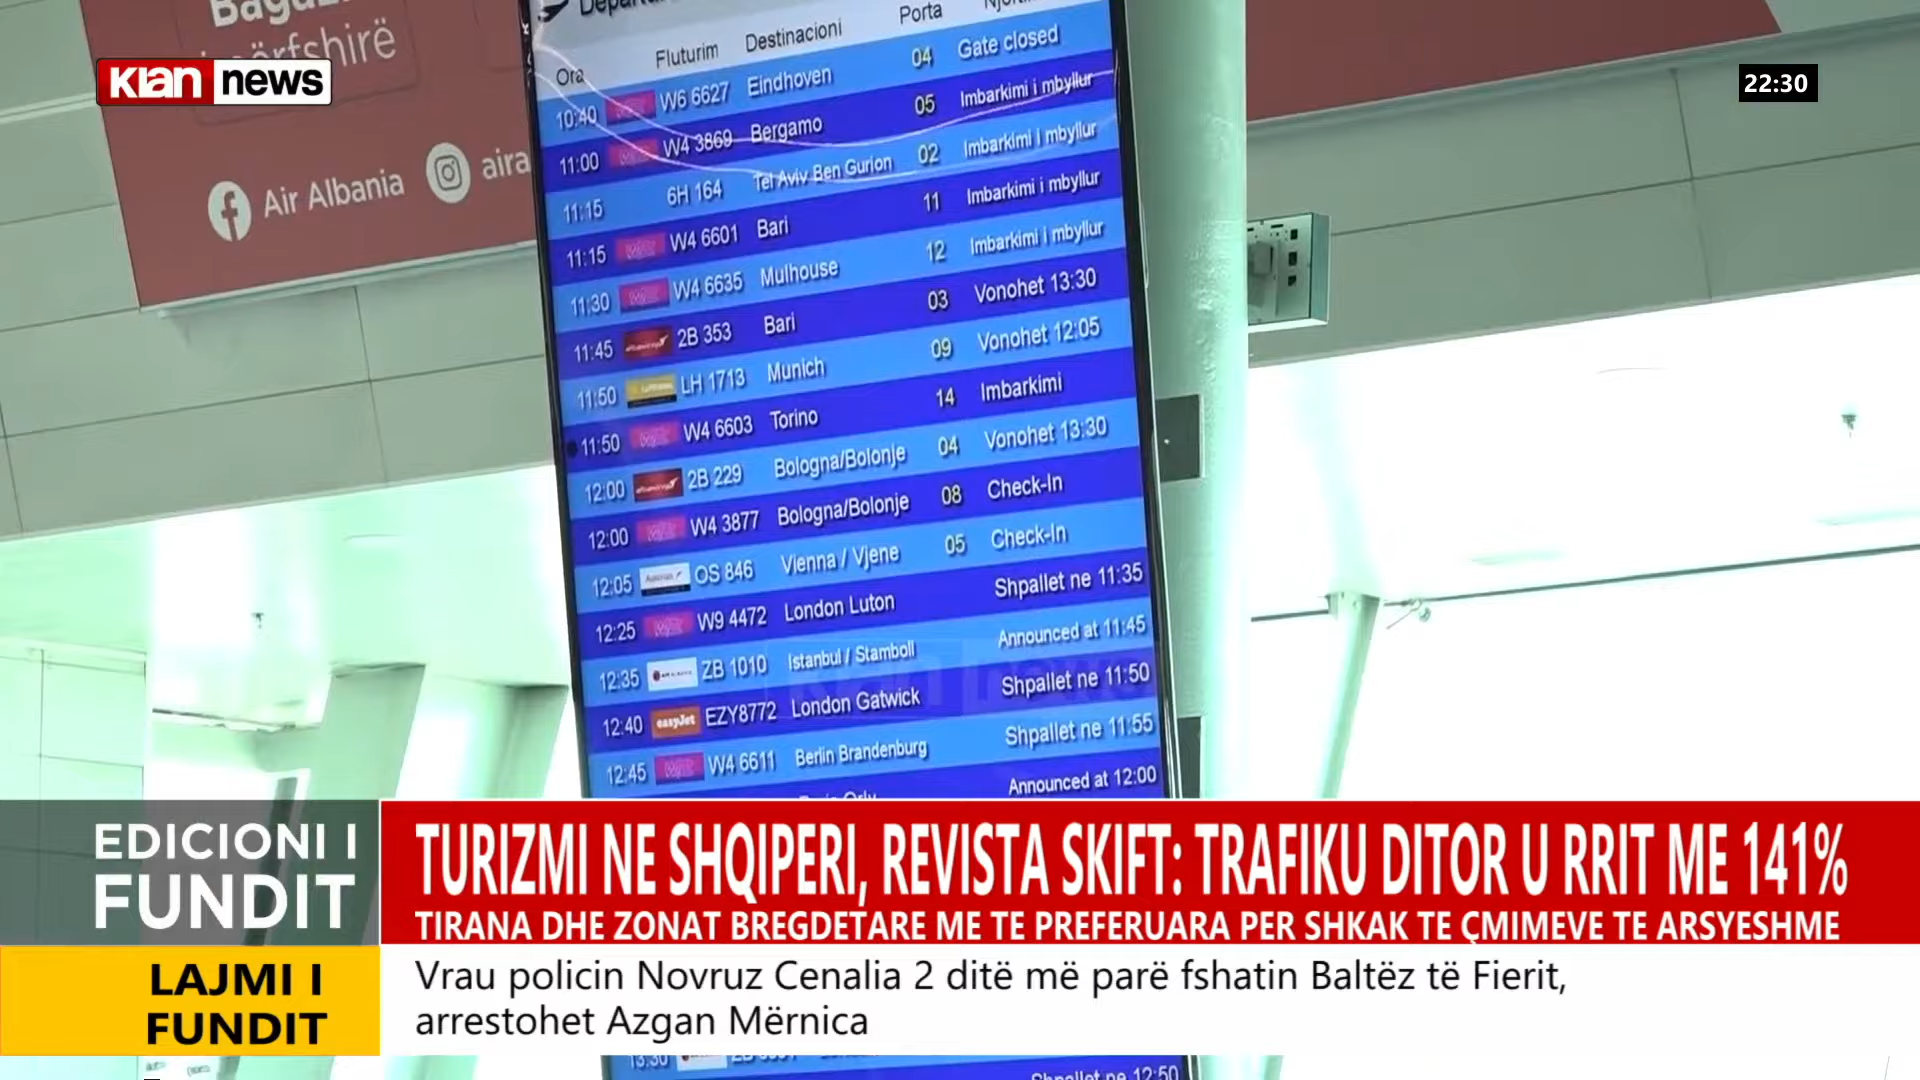 Bagazh
i përfshirë
Klan news
22:30
Air Albania
aira
Ora Fluturim Destinacioni Porta
10:40 W6 6627 Eindhoven 04 Gate closed
11:00 W4 3869 Bergamo 05 Imbarkimi i mbyllur
11:15 6H 164 Tel Aviv Ben Gurion 02 Imbarkimi i mbyllur
11:15 W4 6601 Bari 11 Imbarkimi i mbyllur
11:30 W4 6635 Mulhouse 12 Imbarkimi i mbyllur
11:45 2B 353 Bari 03 Vonohet 13:30
11:50 LH 1713 Munich 09 Vonohet 12:05
11:50 W4 6603 Torino 14 Imbarkimi
12:00 2B 229 Bologna/Bolonje 04 Vonohet 13:30
12:00 W4 3877 Bologna/Bolonje 08 Check-In
12:05 Austrian OS 846 Vienna / Vjene 05 Check-In
12:25 W9 4472 London Luton Shpallet ne 11:35
12:35 ZB 1010 Istanbul / Stamboll Announced at 11:45
12:40 easyJet EZY8772 London Gatwick Shpallet ne 11:50
12:45 W4 6611 Berlin Brandenburg Shpallet ne 11:55
Announced at 12:00
EDICIONI I
FUNDIT
TURIZMI NE SHQIPERI, REVISTA SKIFT: TRAFIKU DITOR U RRIT ME 141%
TIRANA DHE ZONAT BREGDETARE ME TE PREFERUARA PER SHKAK TE ÇMIMEVE TE ARSYESHME
LAJMI I
FUNDIT
Vrau policin Novruz Cenalia 2 ditë më parë fshatin Baltëz të Fierit,
arrestohet Azgan Mërnica
13:30
Shpallet ne 12:50